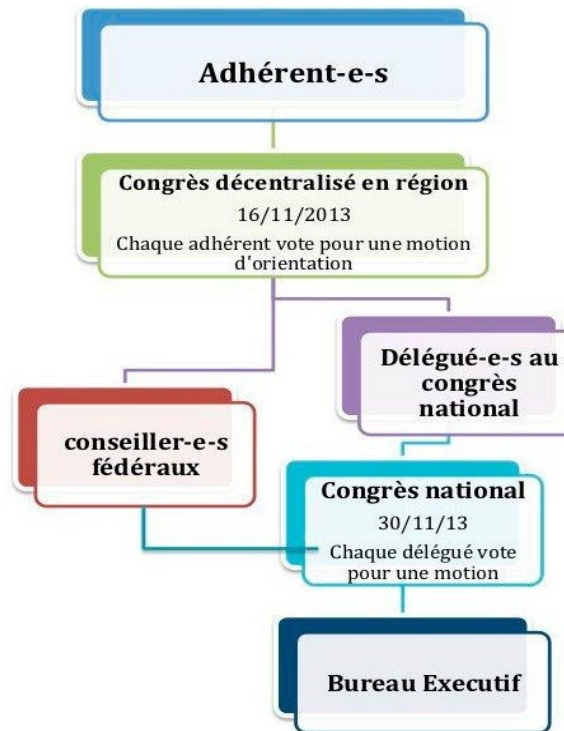 Adhérent-e-s
Congrès décentralisé en région
16/11/2013
Chaque adhérent vote pour une motion
d'orientation
Délégué-e-s au
congrès
national
conseiller-e-s
fédéraux
Congrès national
30/11/13
Chaque délégué vote
pour une motion
Bureau Executif